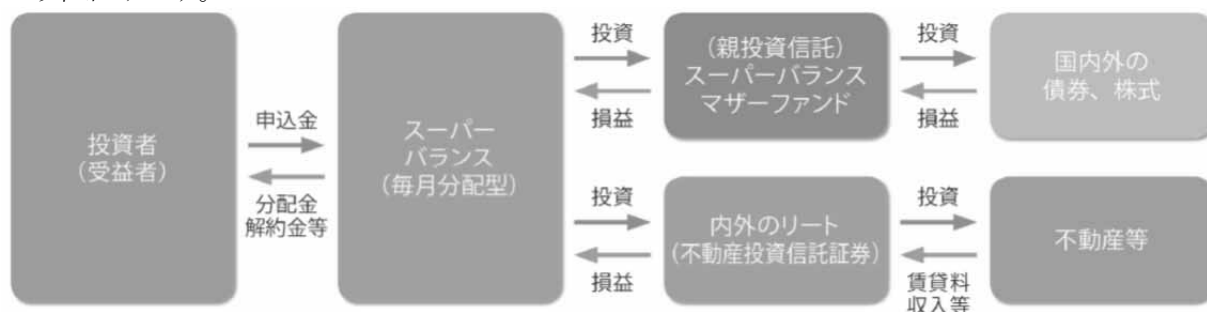 投資者
（受益者）
申込金
分配金
解約金等
スーパー
バランス
（毎月分配型）
投資
損益
（親投資信託）
スーパーバランス
マザーファンド
投資
損益
国内外の
債券、株式
投資
損益
内外のリート
（不動産投資信託証券）
投資
賃貸料
収入等
不動産等